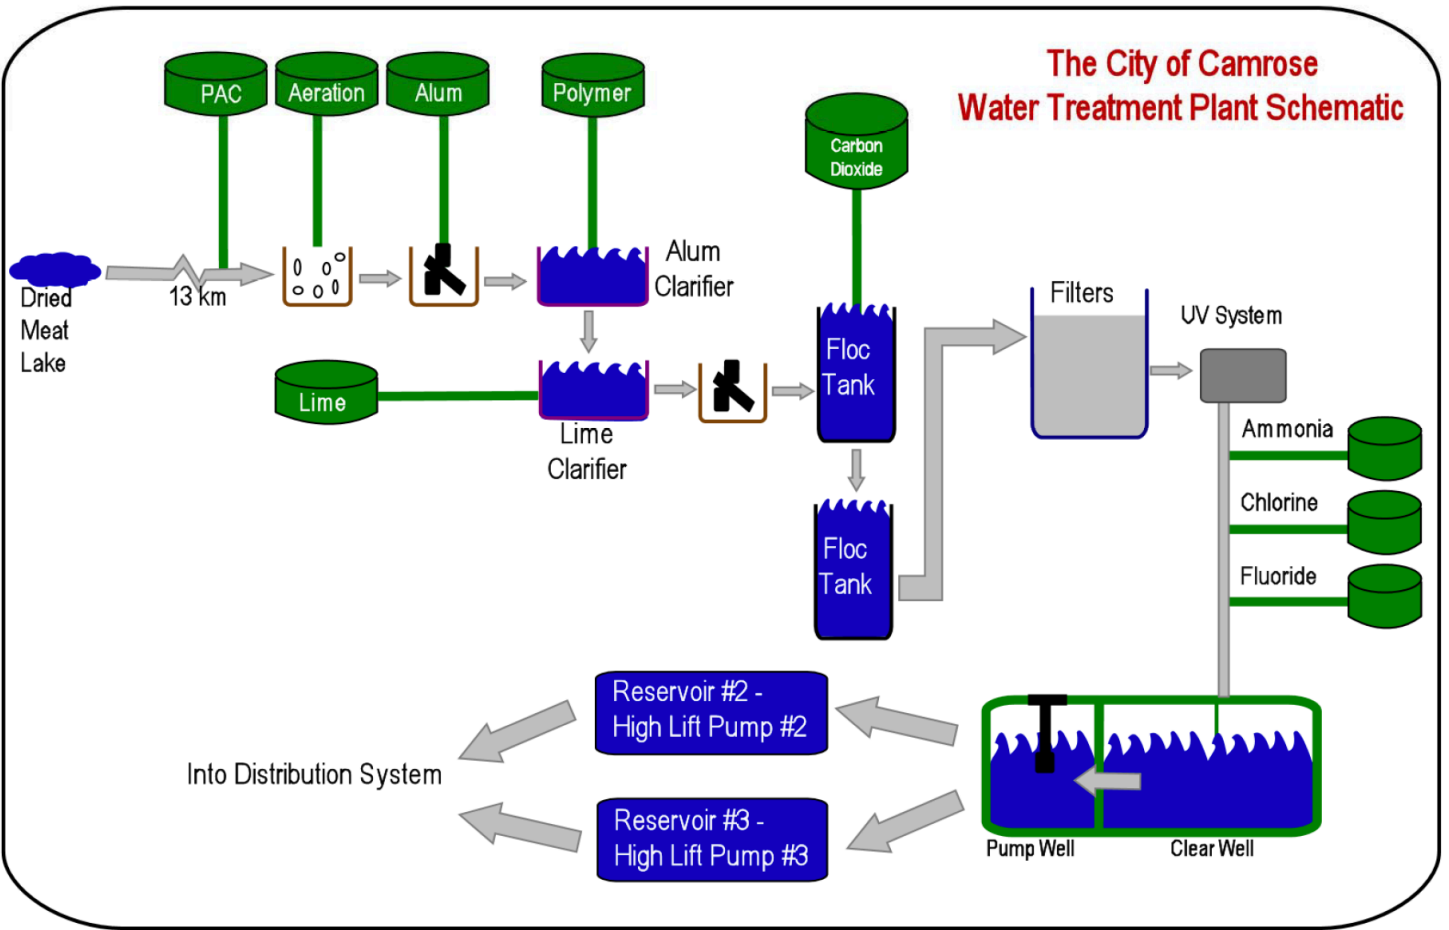 The City of Camrose
Water Treatment Plant Schematic
PAC
Aeration
Alum
Polymer
Carbon
Dioxide
Dried
Meat
Lake
13 km
Alum
Clarifier
Lime
Lime
Clarifier
Floc
Tank
Floc
Tank
Filters
UV System
Ammonia
Chlorine
Fluoride
Pump Well
Clear Well
Reservoir #2 -
High Lift Pump #2
Reservoir #3 -
High Lift Pump #3
Into Distribution System